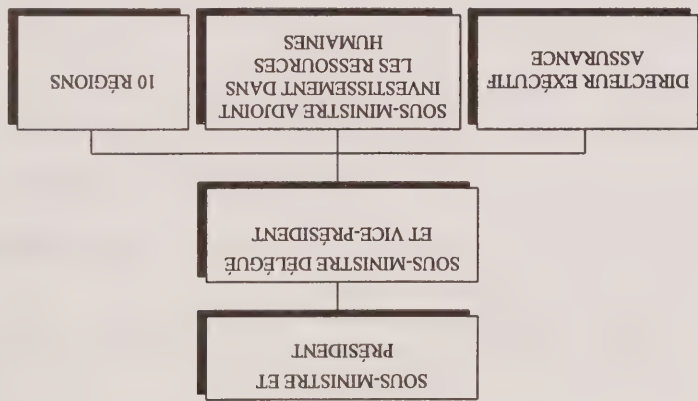 SOUS-MINISTRE ET
PRÉSIDENT
SOUS-MINISTRE DÉLÉGUÉ
ET VICE-PRÉSIDENT
DIRECTEUR EXÉCUTIF
ASSURANCE
SOUS-MINISTRE ADJOINT
INVESTISSEMENT DANS
LES RESSOURCES
HUMAINES
10 RÉGIONS